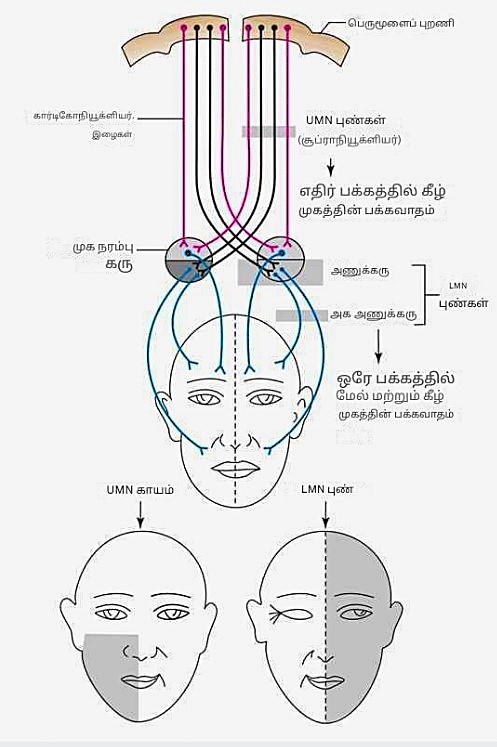 பெருமூளைப் புறணி
கார்டிகோநியூக்ளியர்.
இழைகள்
UMN புண்கள்
(சூப்ராநியூக்ளியர்)
எதிர் பக்கத்தில் கீழ்
முகத்தின் பக்கவாதம்
முக நரம்பு
கரு
அணுக்கரு
LMN
புண்கள்
அக அணுக்கரு
ஒரே பக்கத்தில்
மேல் மற்றும் கீழ்
முகத்தின் பக்கவாதம்
UMN காயம்
LMN புண்